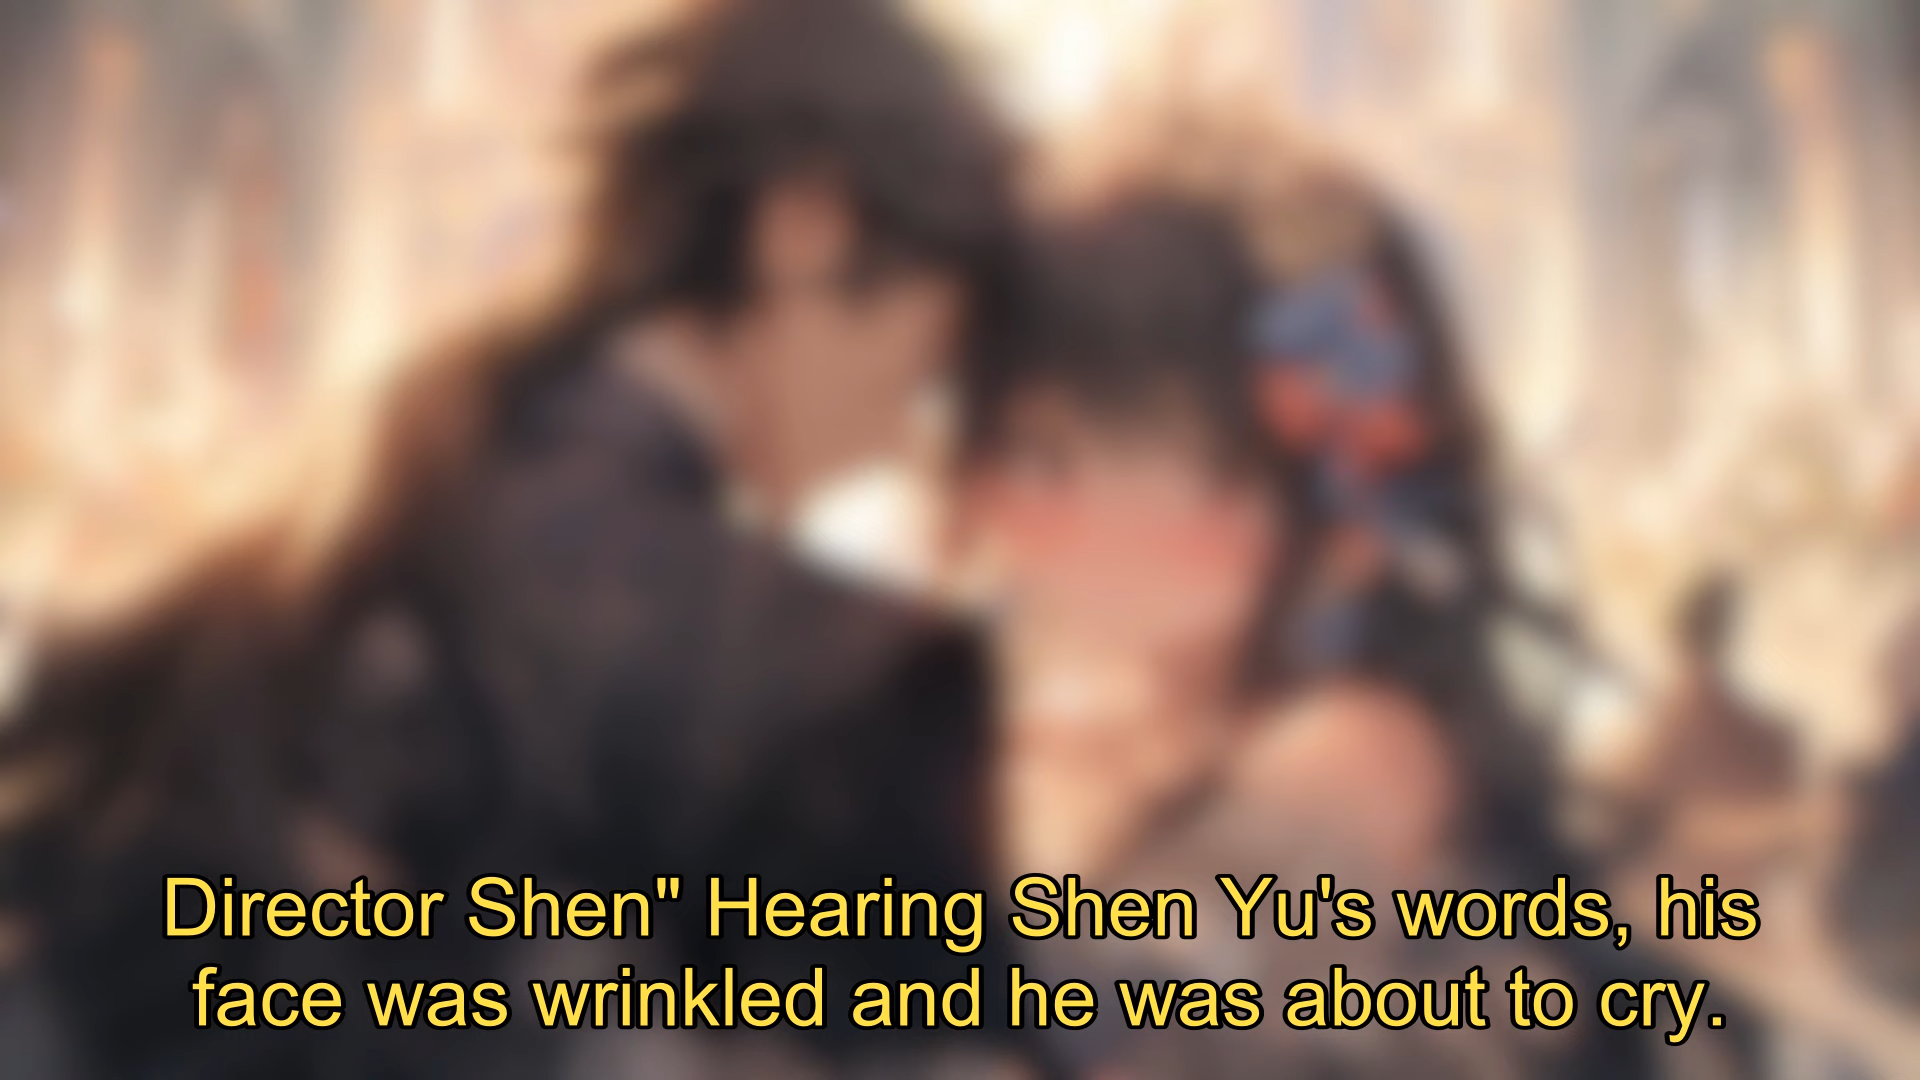 Director Shen" Hearing Shen Yu's words, his
face was wrinkled and he was about to cry.